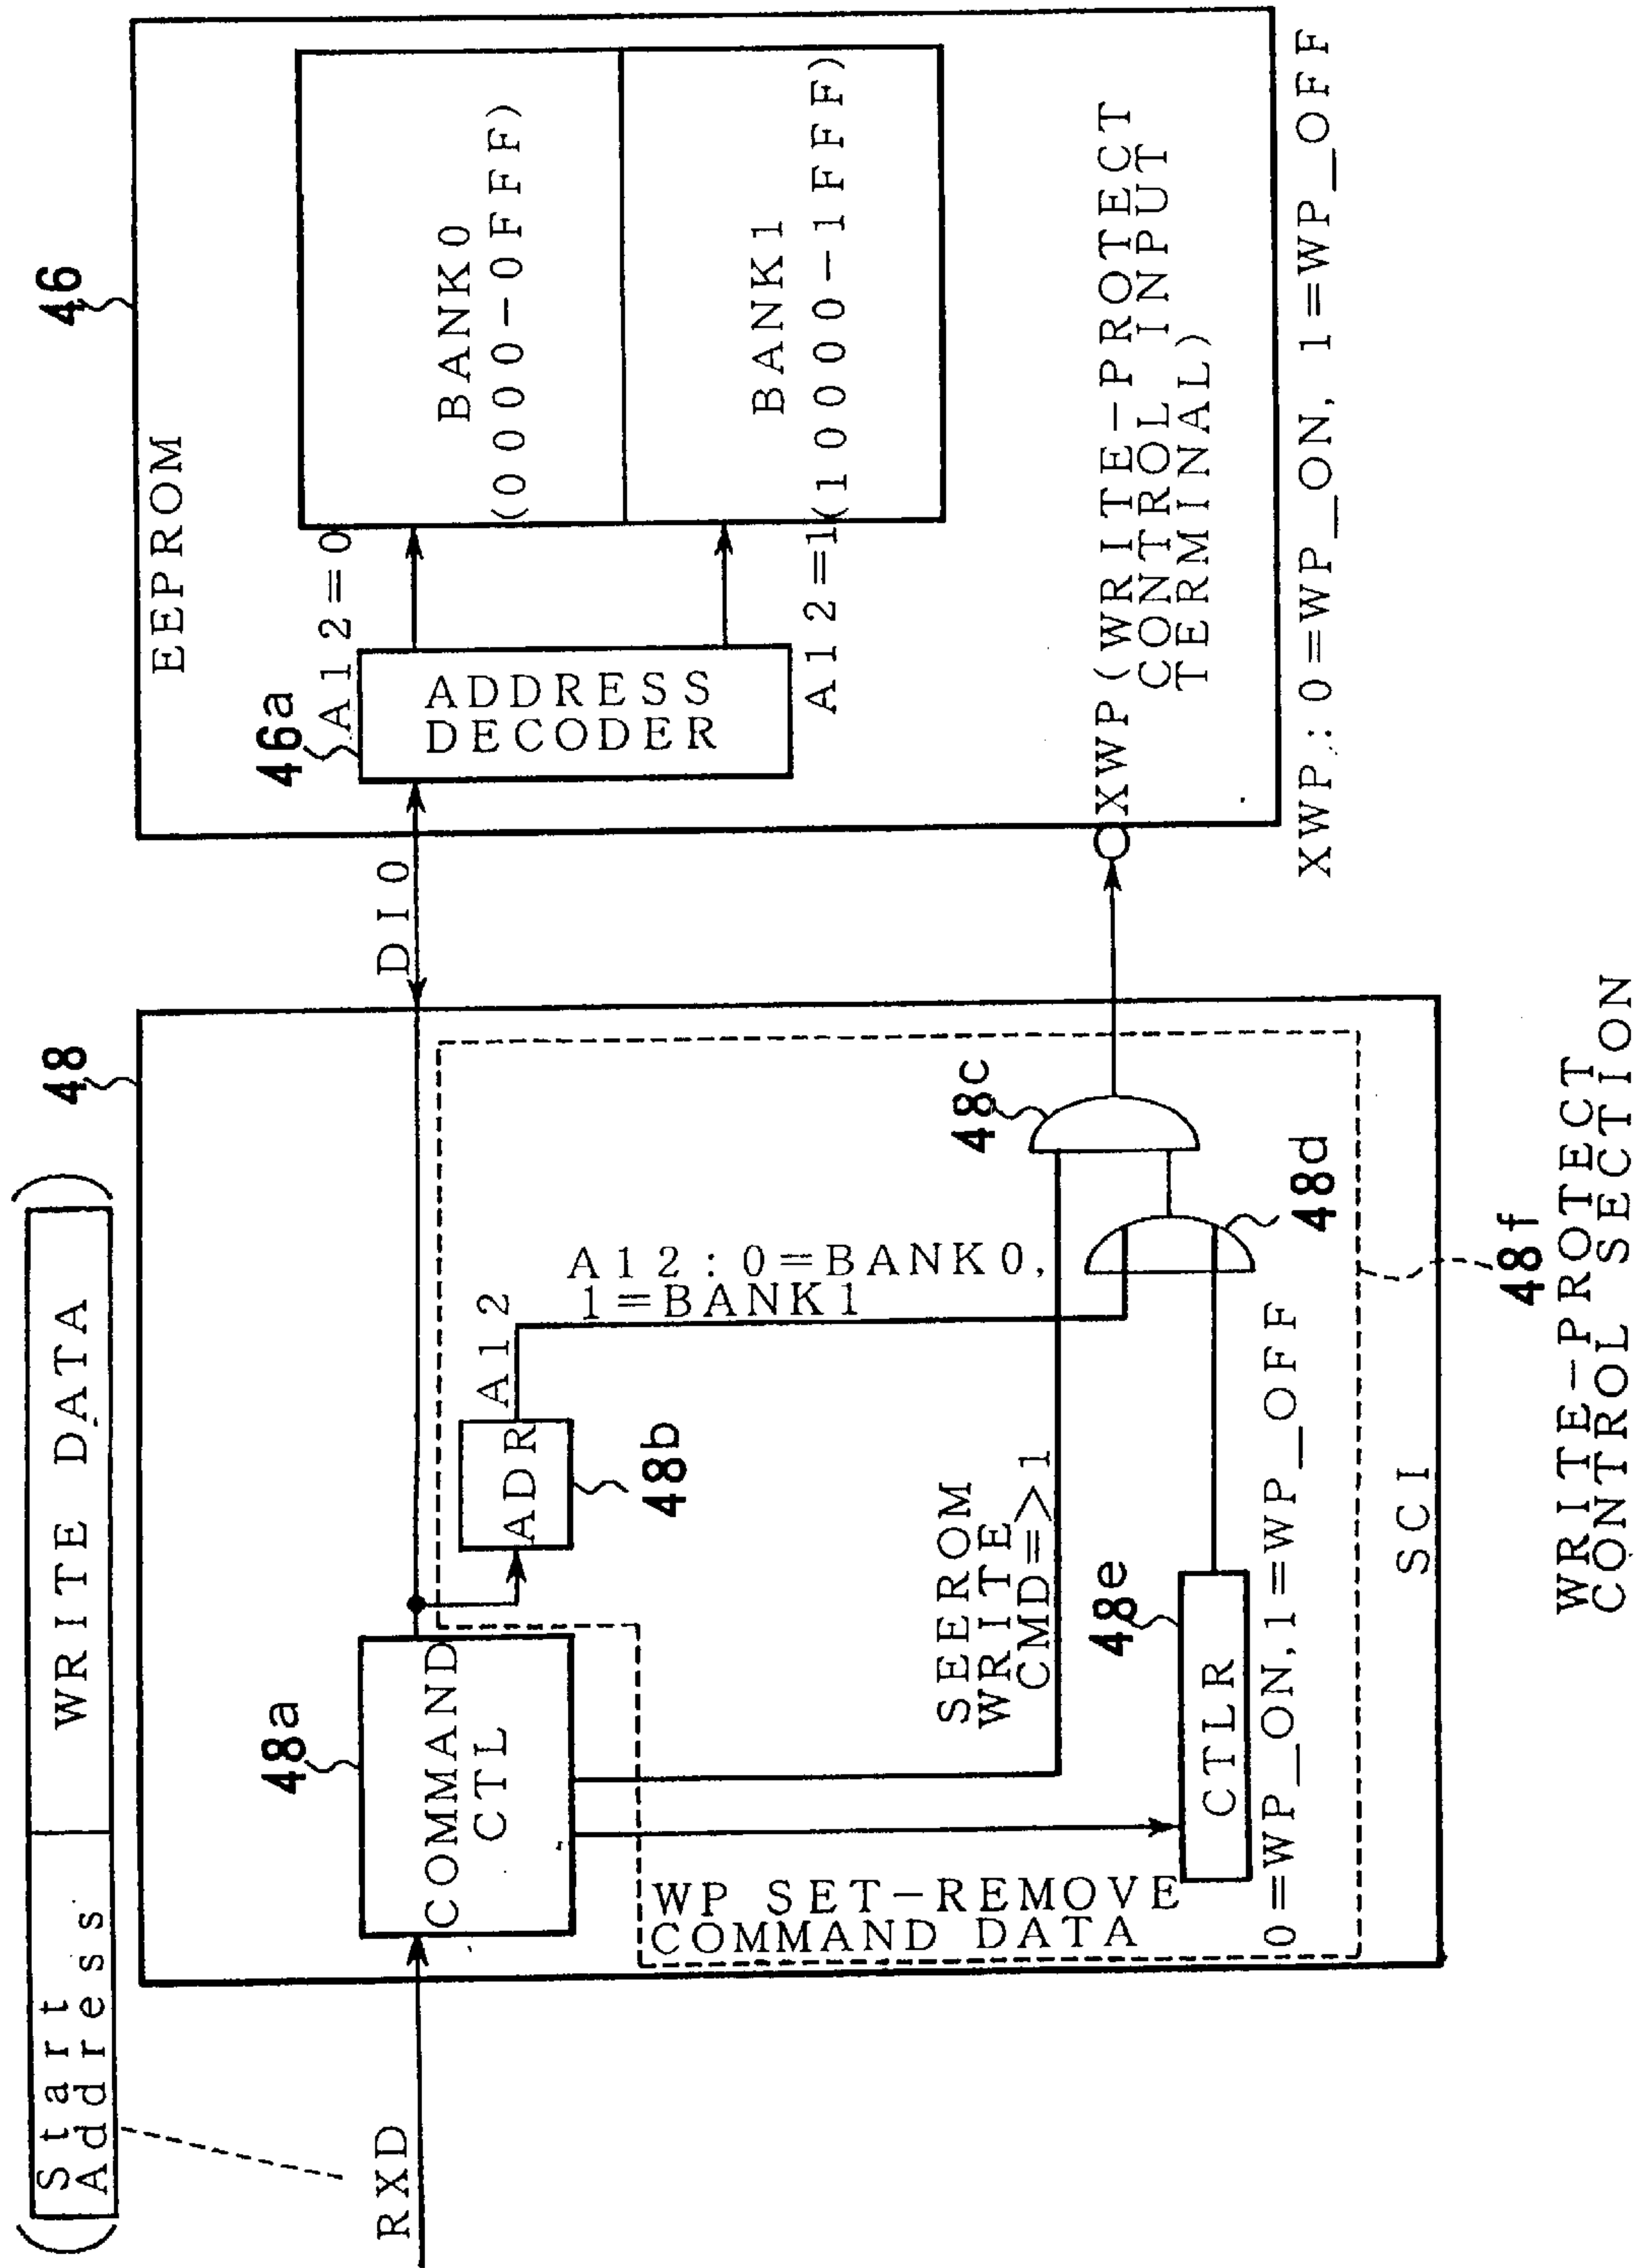 ( Start
Address
WRITE DATA )
RXD
48
48a
COMMAND
CTL
ADR
48b
A12
A12:0=BANK0,
1=BANK1
SEEROM
WRITE
CMD=>1
48c
48d
WP SET-REMOVE
COMMAND DATA
48e
CTLR
0=WP_ON,1=WP_OFF
SCI
48f
WRITE-PROTECT
CONTROL SECTION
DIO
46
EEPROM
46a
A12=0
ADDRESS
DECODER
A12=1
BANK0
(0000-0FFF)
BANK1
(1000-1FFF)
XWP(WRITE-PROTECT
CONTROL INPUT
TERMINAL)
XWP:0=WP_ON, 1=WP_OFF